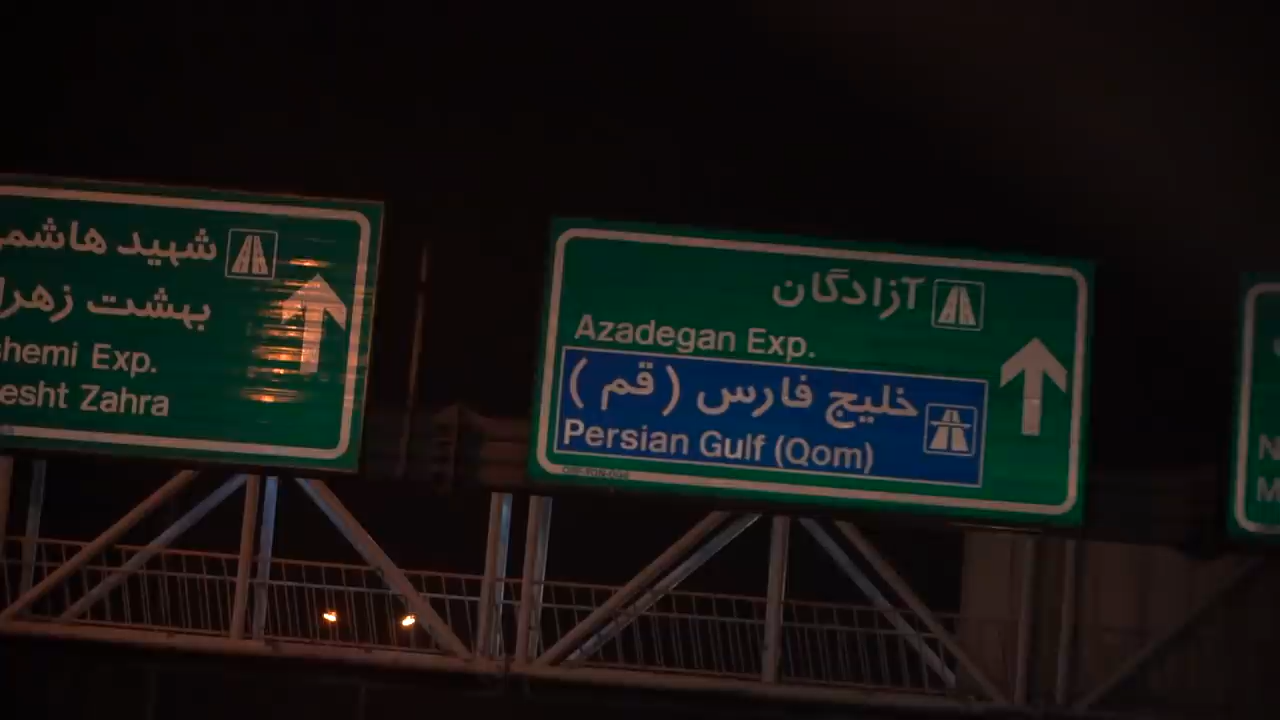 شهید هاشمی
بهشت زهرا
shemi Exp.
esht Zahra
آزادگان
Azadegan Exp.
خلیج فارس ( قم )
Persian Gulf (Qom)
N
M